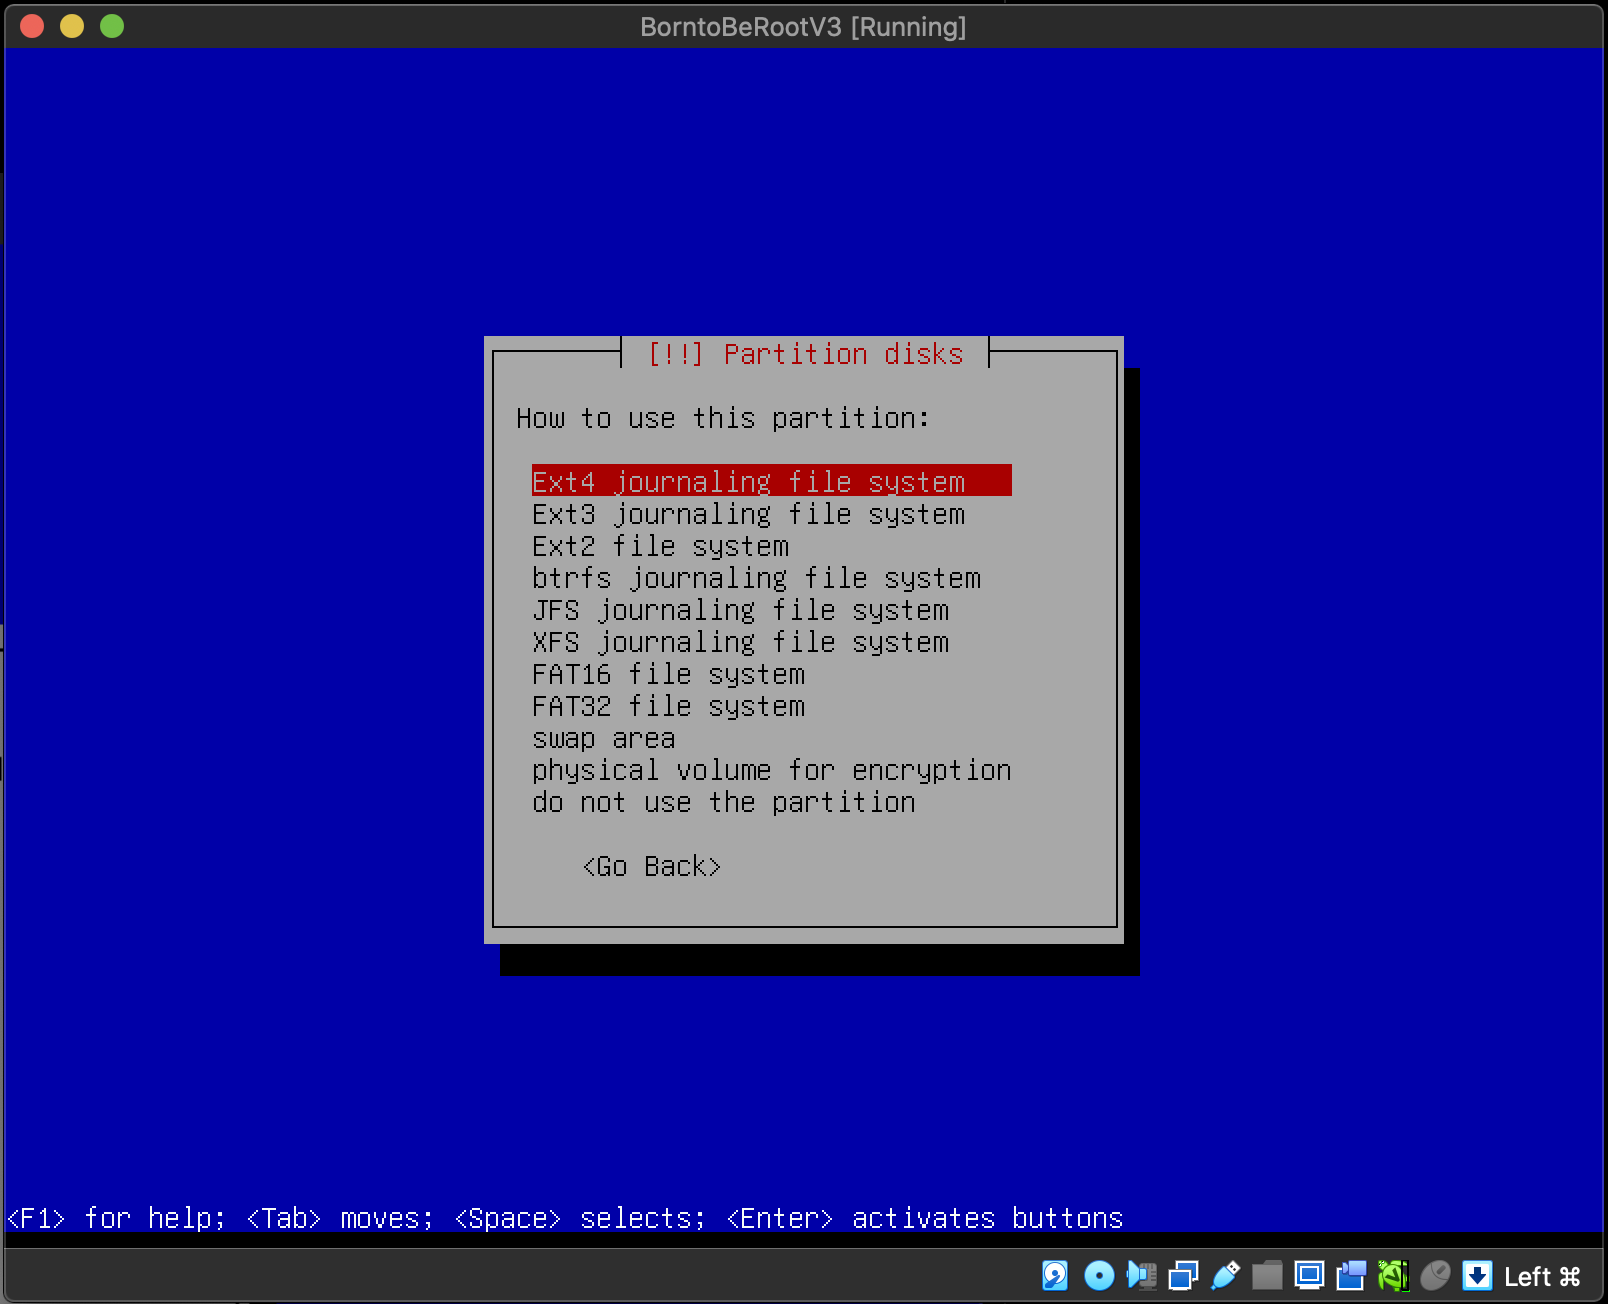 BorntoBeRootV3 [Running]
[!!] Partition disks
How to use this partition:
Ext4 journaling file system
Ext3 journaling file system
Ext2 file system
btrfs journaling file system
JFS journaling file system
XFS journaling file system
FAT16 file system
FAT32 file system
swap area
physical volume for encryption
do not use the partition
<Go Back>
<F1> for help; <Tab> moves; <Space> selects; <Enter> activates buttons
Left ⌘